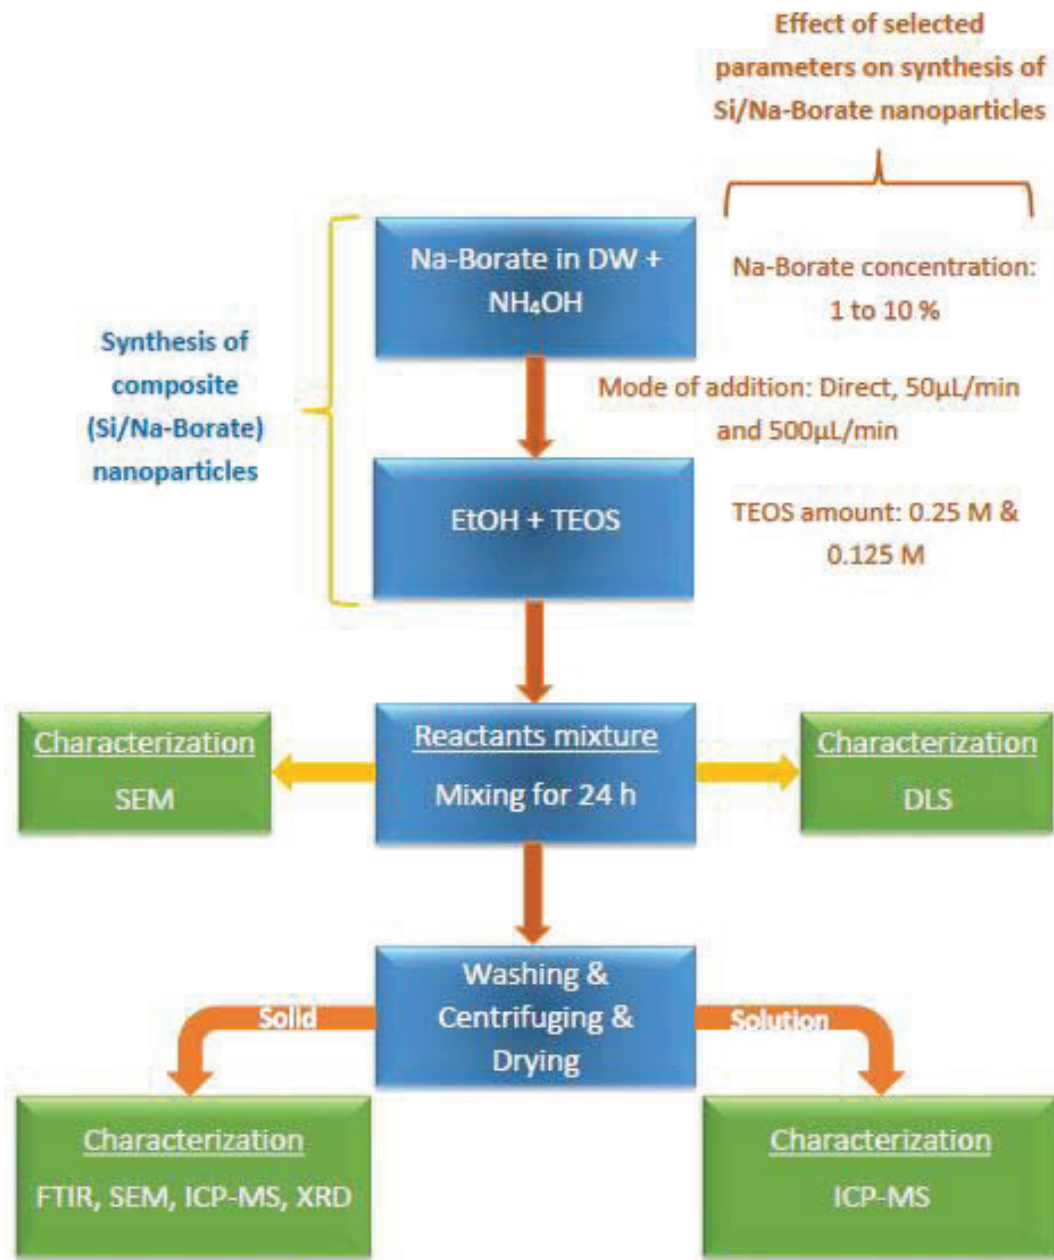 Effect of selected
parameters on synthesis of
Si/Na-Borate nanoparticles
Na-Borate in DW +
NH₄OH
Na-Borate concentration:
1 to 10 %
Synthesis of
composite
(Si/Na-Borate)
nanoparticles
Mode of addition: Direct, 50µL/min
and 500µL/min
EtOH + TEOS
TEOS amount: 0.25 M &
0.125 M
Characterization
SEM
Reactants mixture
Mixing for 24 h
Characterization
DLS
Washing &
Centrifuging &
Drying
Solid
Solution
Characterization
FTIR, SEM, ICP-MS, XRD
Characterization
ICP-MS